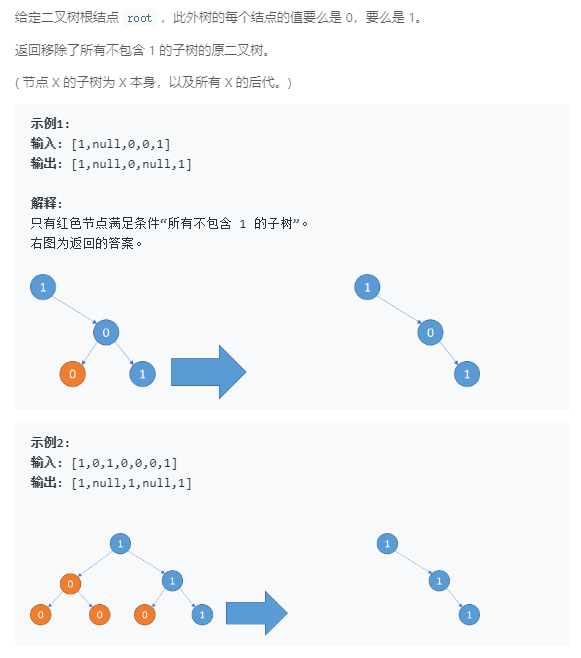 给定二叉树根结点 root ，此外树的每个结点的值要么是 0，要么是 1。
返回移除了所有不包含 1 的子树的原二叉树。
( 节点 X 的子树为 X 本身，以及所有 X 的后代。)
示例1:
输入: [1,null,0,0,1]
输出: [1,null,0,null,1]
解释:
只有红色节点满足条件“所有不包含 1 的子树”。
右图为返回的答案。
1 1
0 0
0 1 1
示例2:
输入: [1,0,1,0,0,0,1]
输出: [1,null,1,null,1]
1 1
0 1 1
0 0 0 1 1